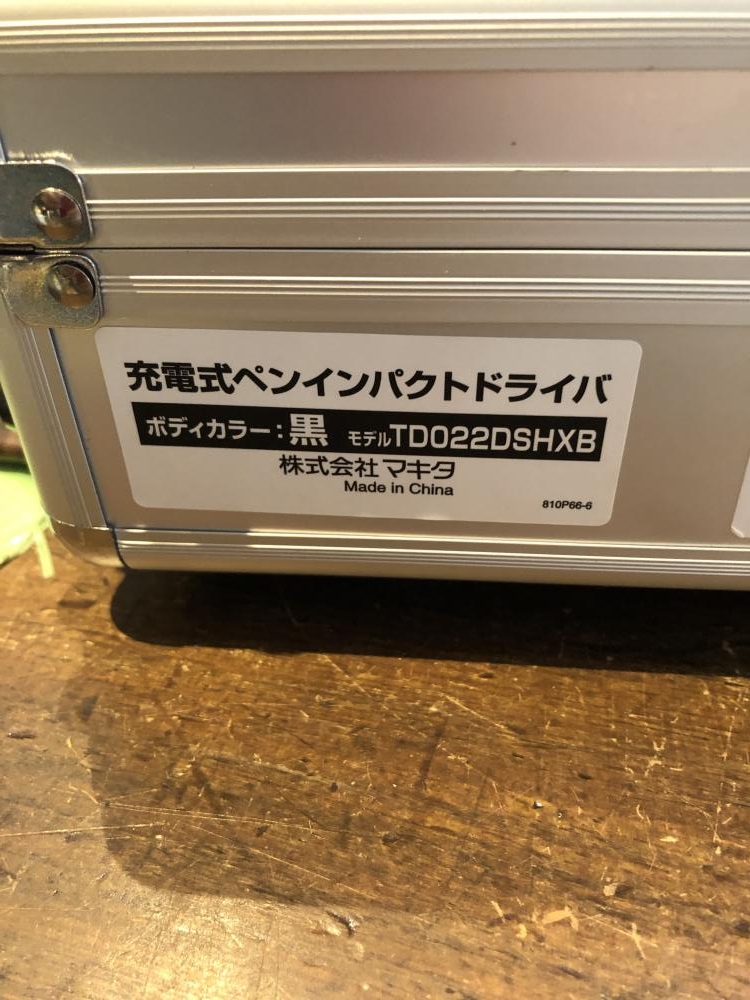 充電式ペンインパクトドライバ
ボディカラー：黒 モデルTD022DSHXB
株式会社マキタ
Made in China
810P66-6